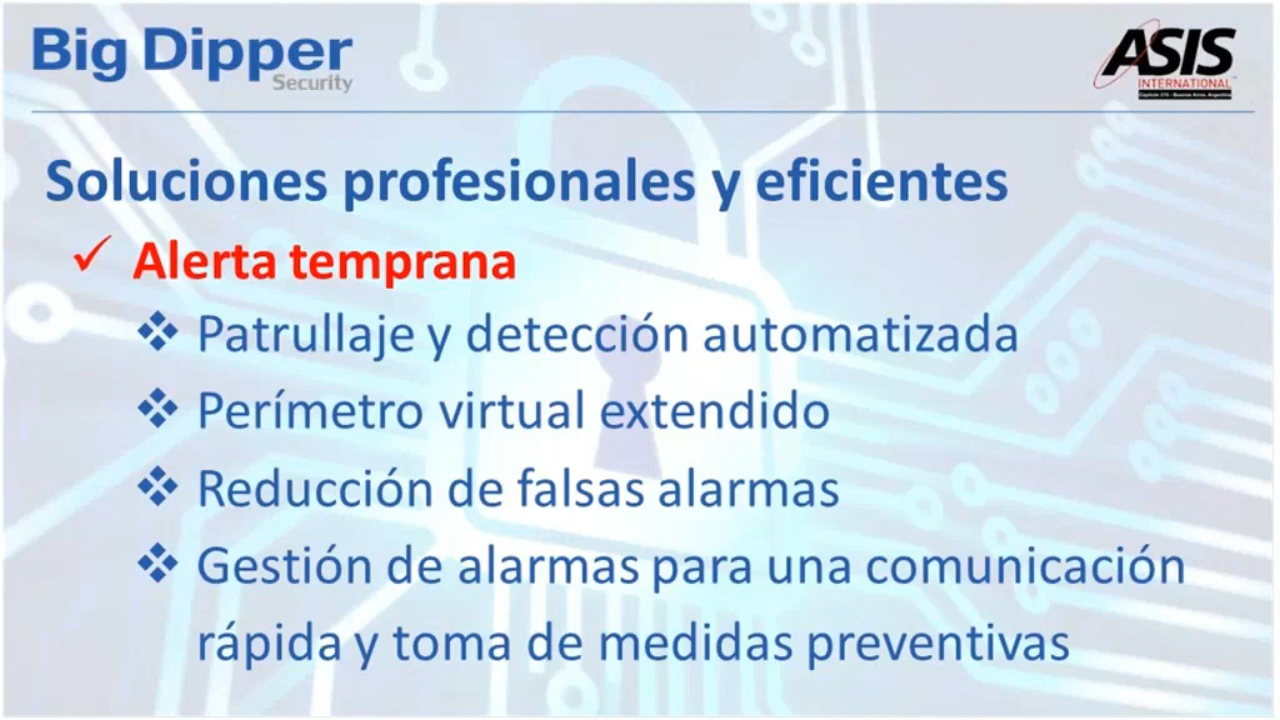 Big Dipper
Security
ASIS
INTERNATIONAL
Soluciones profesionales y eficientes
Alerta temprana
Patrullaje y detección automatizada
Perímetro virtual extendido
Reducción de falsas alarmas
Gestión de alarmas para una comunicación
rápida y toma de medidas preventivas